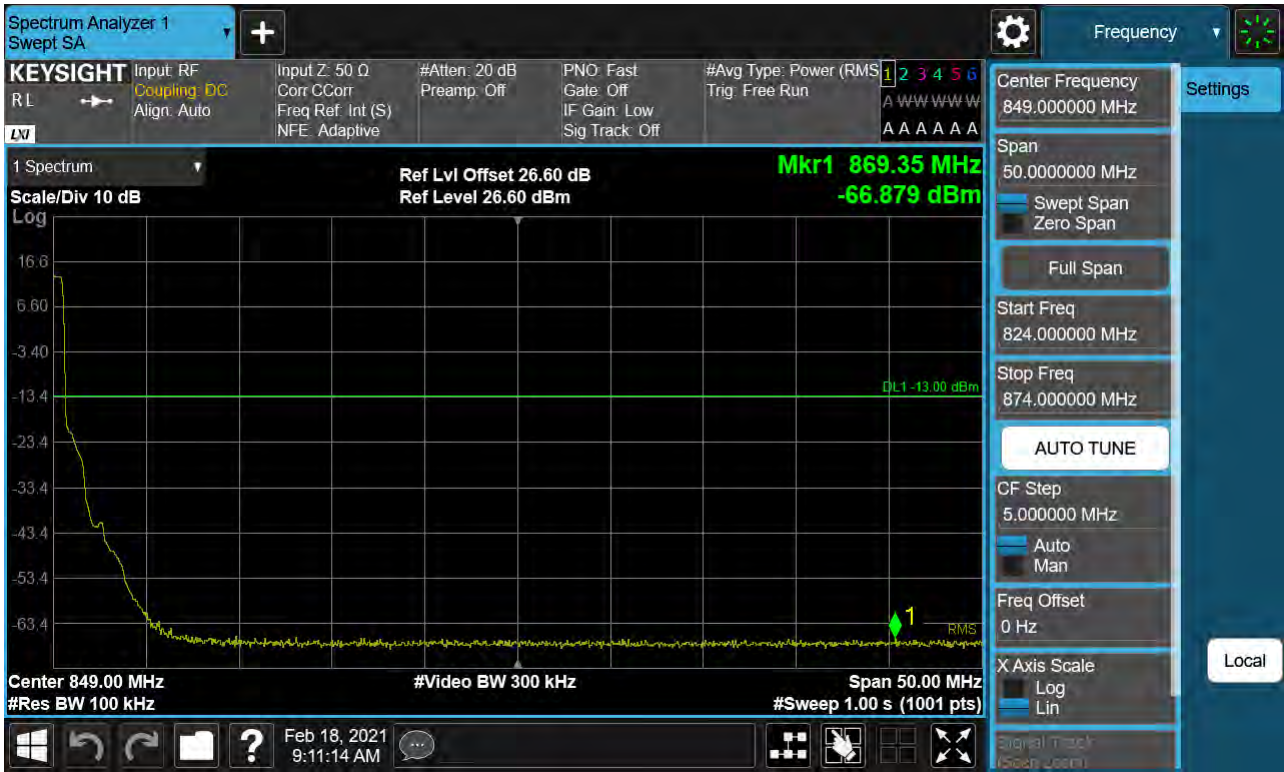 Spectrum Analyzer 1
Swept SA
Frequency
KEYSIGHT
RL
LXI
Input: RF
Coupling: DC
Align: Auto
Input Z: 50 Ω
Corr CCorr
Freq Ref: Int (S)
NFE: Adaptive
#Atten: 20 dB
Preamp: Off
PNO: Fast
Gate: Off
IF Gain: Low
Sig Track: Off
#Avg Type: Power (RMS
Trig: Free Run
1 2 3 4 5 6
A WW WW W
A A A A A A
1 Spectrum
Scale/Div 10 dB
Log
Ref Lvl Offset 26.60 dB
Ref Level 26.60 dBm
Mkr1 869.35 MHz
-66.879 dBm
16.6
6.60
-3.40
-13.4
DL1 -13.00 dBm
-23.4
-33.4
-43.4
-53.4
-63.4
1
RMS
Center 849.00 MHz
#Video BW 300 kHz
Span 50.00 MHz
#Res BW 100 kHz
#Sweep 1.00 s (1001 pts)
Feb 18, 2021
9:11:14 AM
Center Frequency
849.000000 MHz
Settings
Span
50.0000000 MHz
Swept Span
Zero Span
Full Span
Start Freq
824.000000 MHz
Stop Freq
874.000000 MHz
AUTO TUNE
CF Step
5.000000 MHz
Auto
Man
Freq Offset
0 Hz
X Axis Scale
Log
Lin
Local
Signal Track
(Span Zoom)